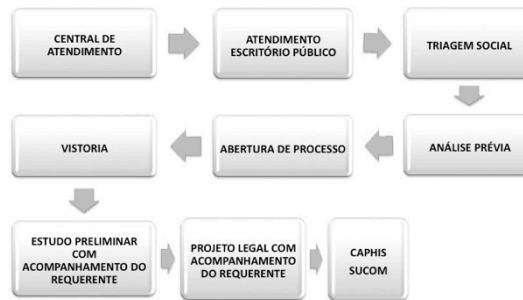 CENTRAL DE
ATENDIMENTO
ATENDIMENTO
ESCRITÓRIO PÚBLICO
TRIAGEM SOCIAL
ANÁLISE PRÉVIA
ABERTURA DE PROCESSO
VISTORIA
ESTUDO PRELIMINAR
COM
ACOMPANHAMENTO DO
REQUERENTE
PROJETO LEGAL COM
ACOMPANHAMENTO
DO REQUERENTE
CAPHIS
SUCOM